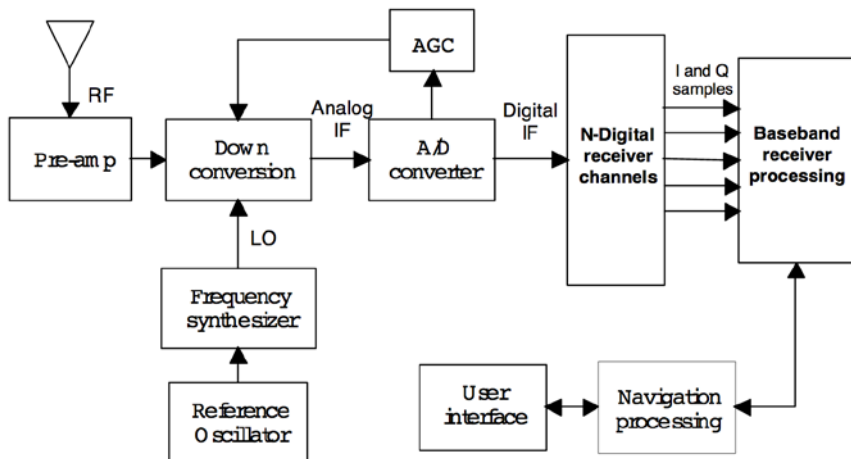 AGC
RF
Analog
IF
Digital
IF
I and Q
samples
Pre-amp
Down
conversion
A/D
converter
N-Digital
receiver
channels
Baseband
receiver
processing
LO
Frequency
synthesizer
Reference
Oscillator
User
interface
Navigation
processing